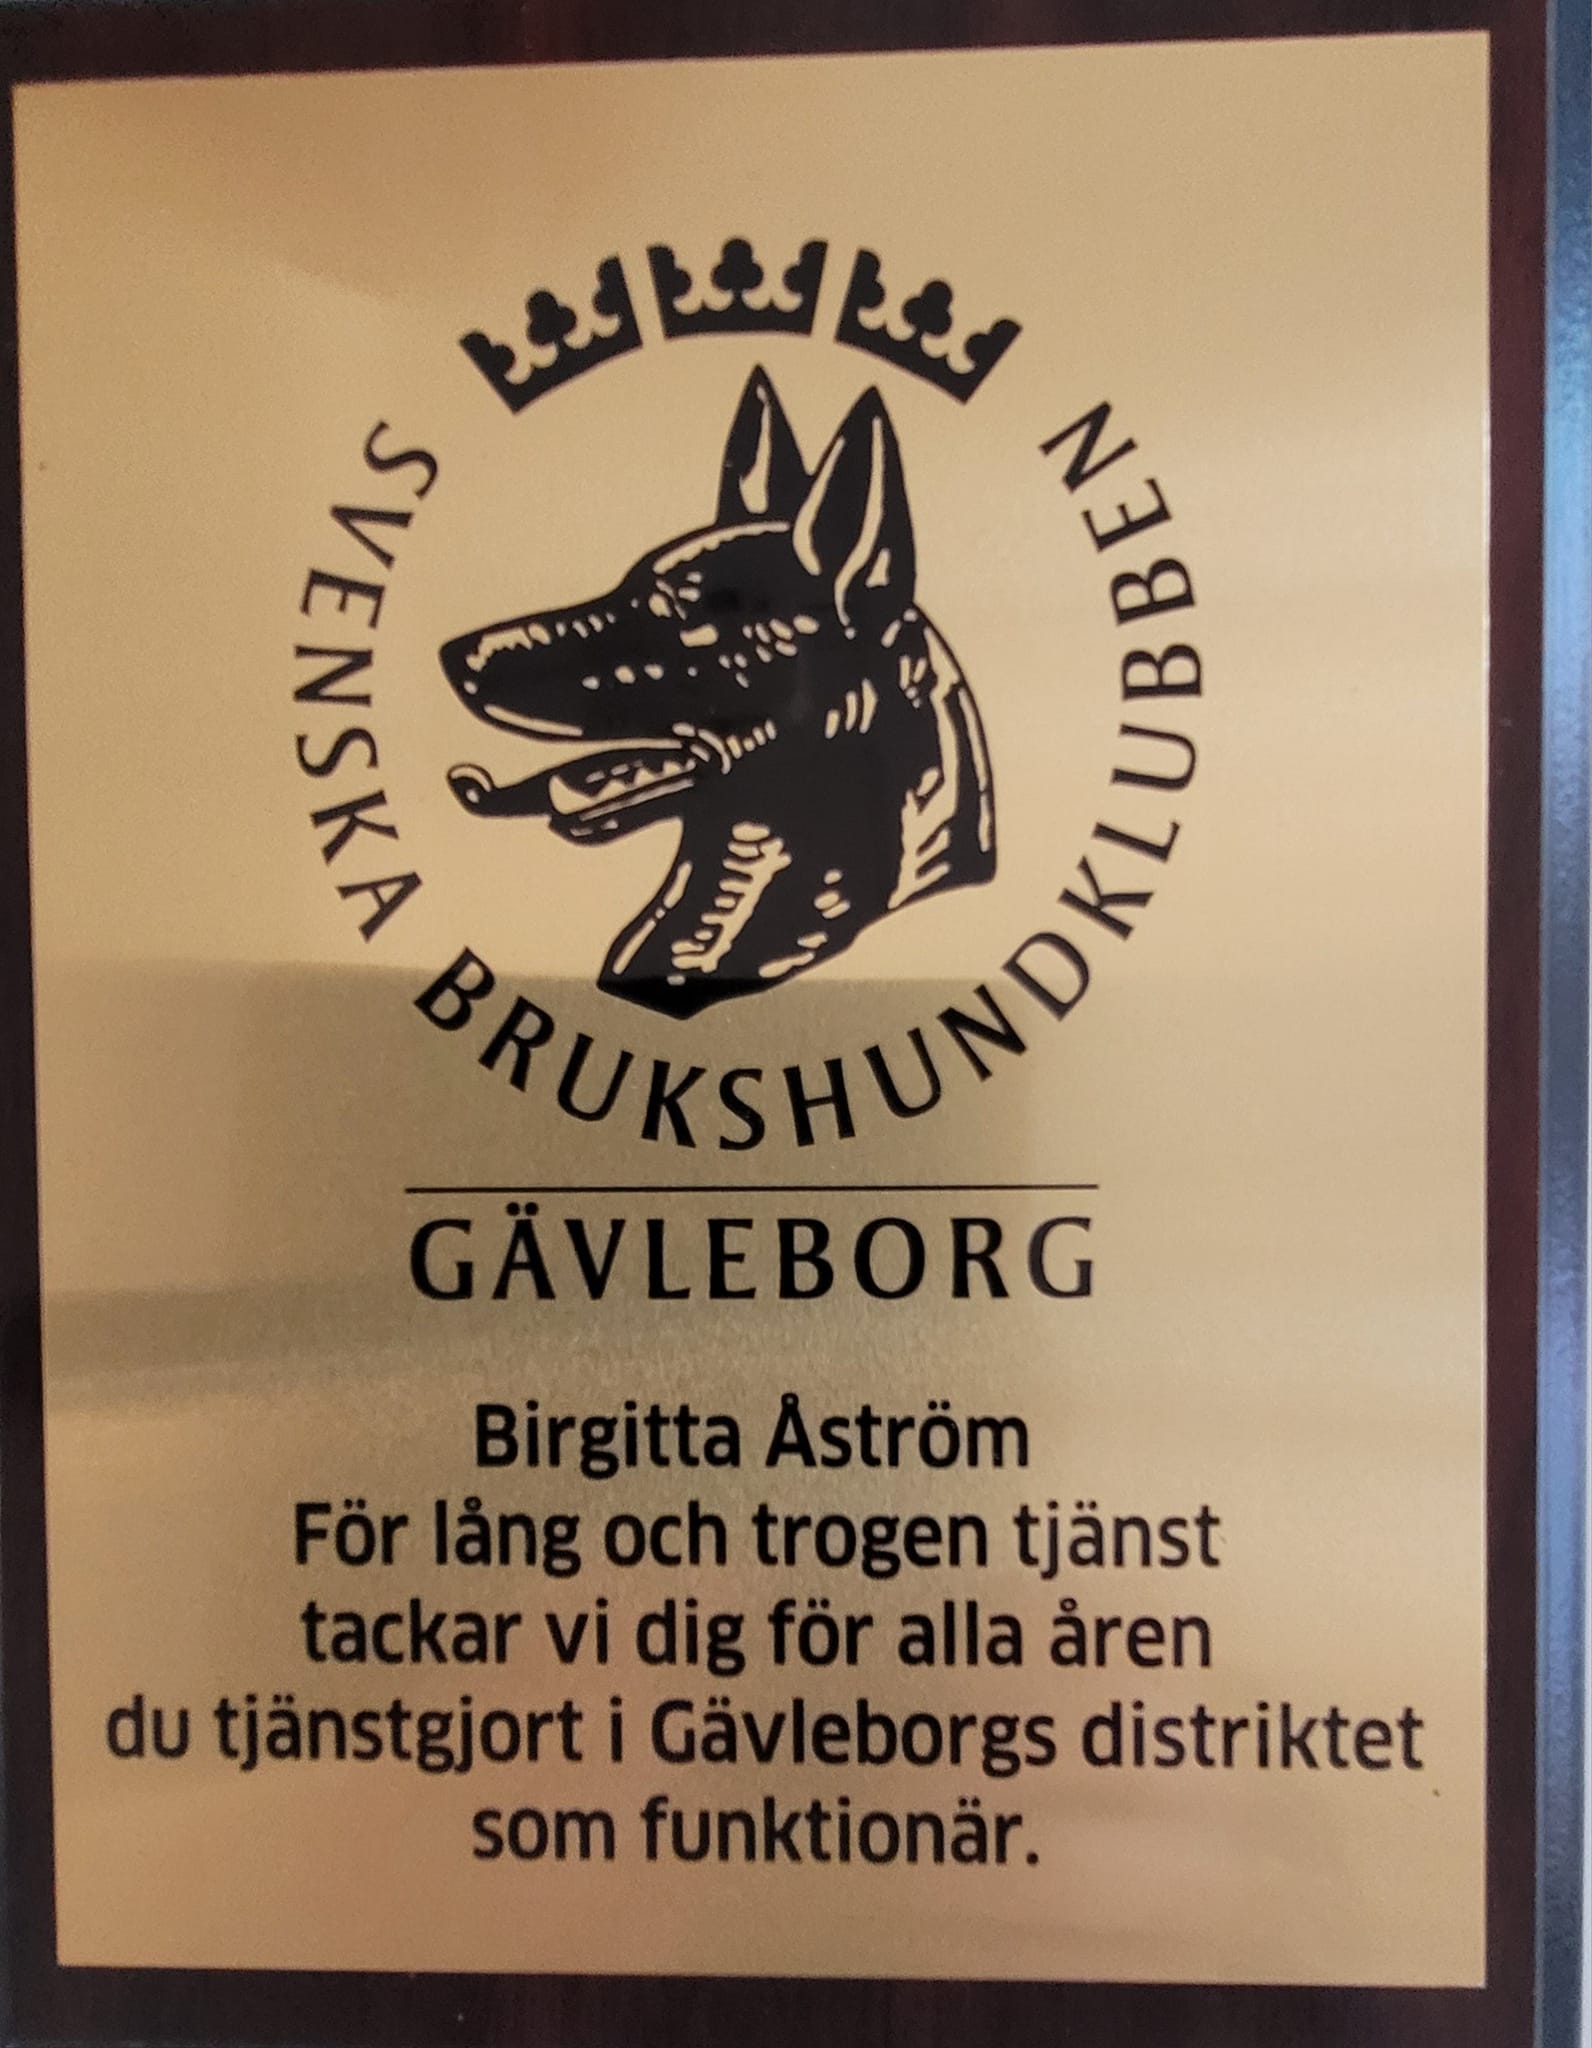 SVENSKA BRUKSHUNDKLUBBEN
GÄVLEBORG
Birgitta Åström
För lång och trogen tjänst
tackar vi dig för alla åren
du tjänstgjort i Gävleborgs distriktet
som funktionär.